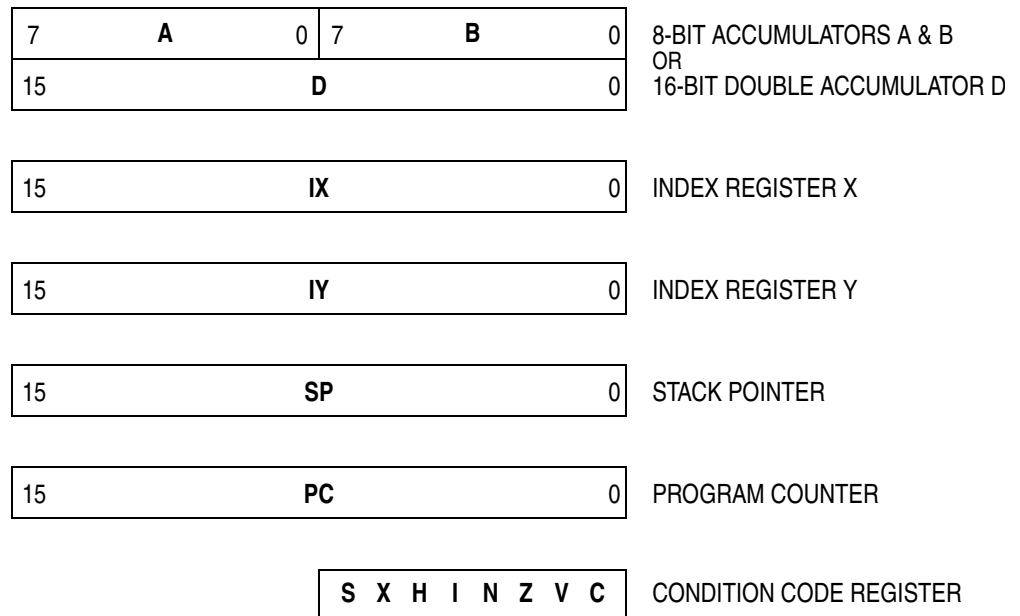 7 A 0 7 B 0 8-BIT ACCUMULATORS A & B
OR
15 D 0 16-BIT DOUBLE ACCUMULATOR D
15 IX 0 INDEX REGISTER X
15 IY 0 INDEX REGISTER Y
15 SP 0 STACK POINTER
15 PC 0 PROGRAM COUNTER
S X H I N Z V C CONDITION CODE REGISTER